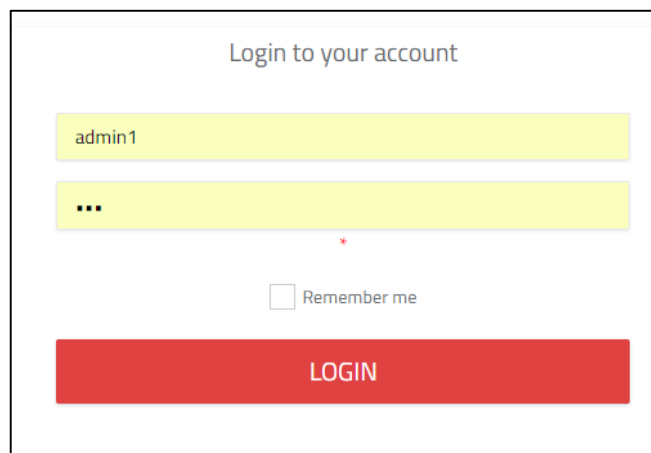 Login to your account
admin1
•••
*
Remember me
LOGIN